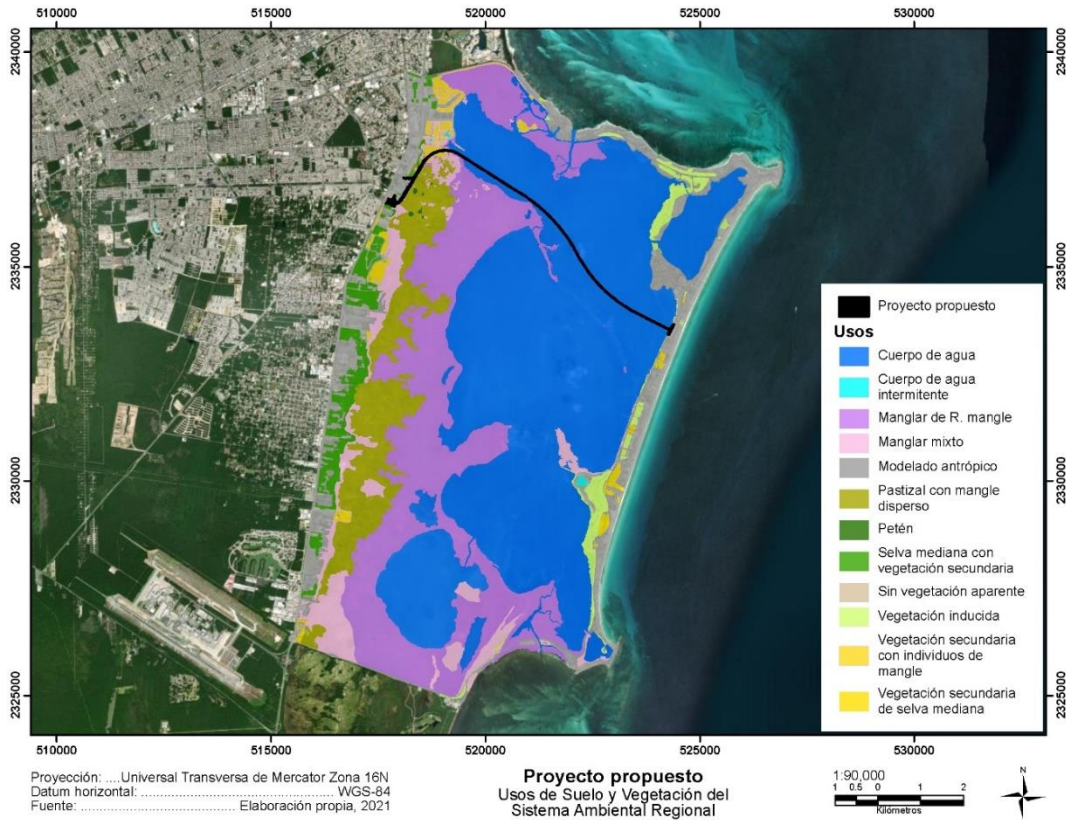 510000
515000
520000
525000
530000
2340000
2340000
2335000
2335000
2330000
2330000
2325000
2325000
Proyecto propuesto
Usos
Cuerpo de agua
Cuerpo de agua
intermitente
Manglar de R. mangle
Manglar mixto
Modelado antrópico
Pastizal con mangle
disperso
Petén
Selva mediana con
vegetación secundaria
Sin vegetación aparente
Vegetación inducida
Vegetación secundaria
con individuos de
mangle
Vegetación secundaria
de selva mediana
510000
515000
520000
525000
530000
Proyección: ....Universal Transversa de Mercator Zona 16N
Datum horizontal: ........................................ WGS-84
Fuente: ............................ Elaboración propia, 2021
Proyecto propuesto
Usos de Suelo y Vegetación del
Sistema Ambiental Regional
1:90,000
1 0.5 0 1 2
Kilómetros
N